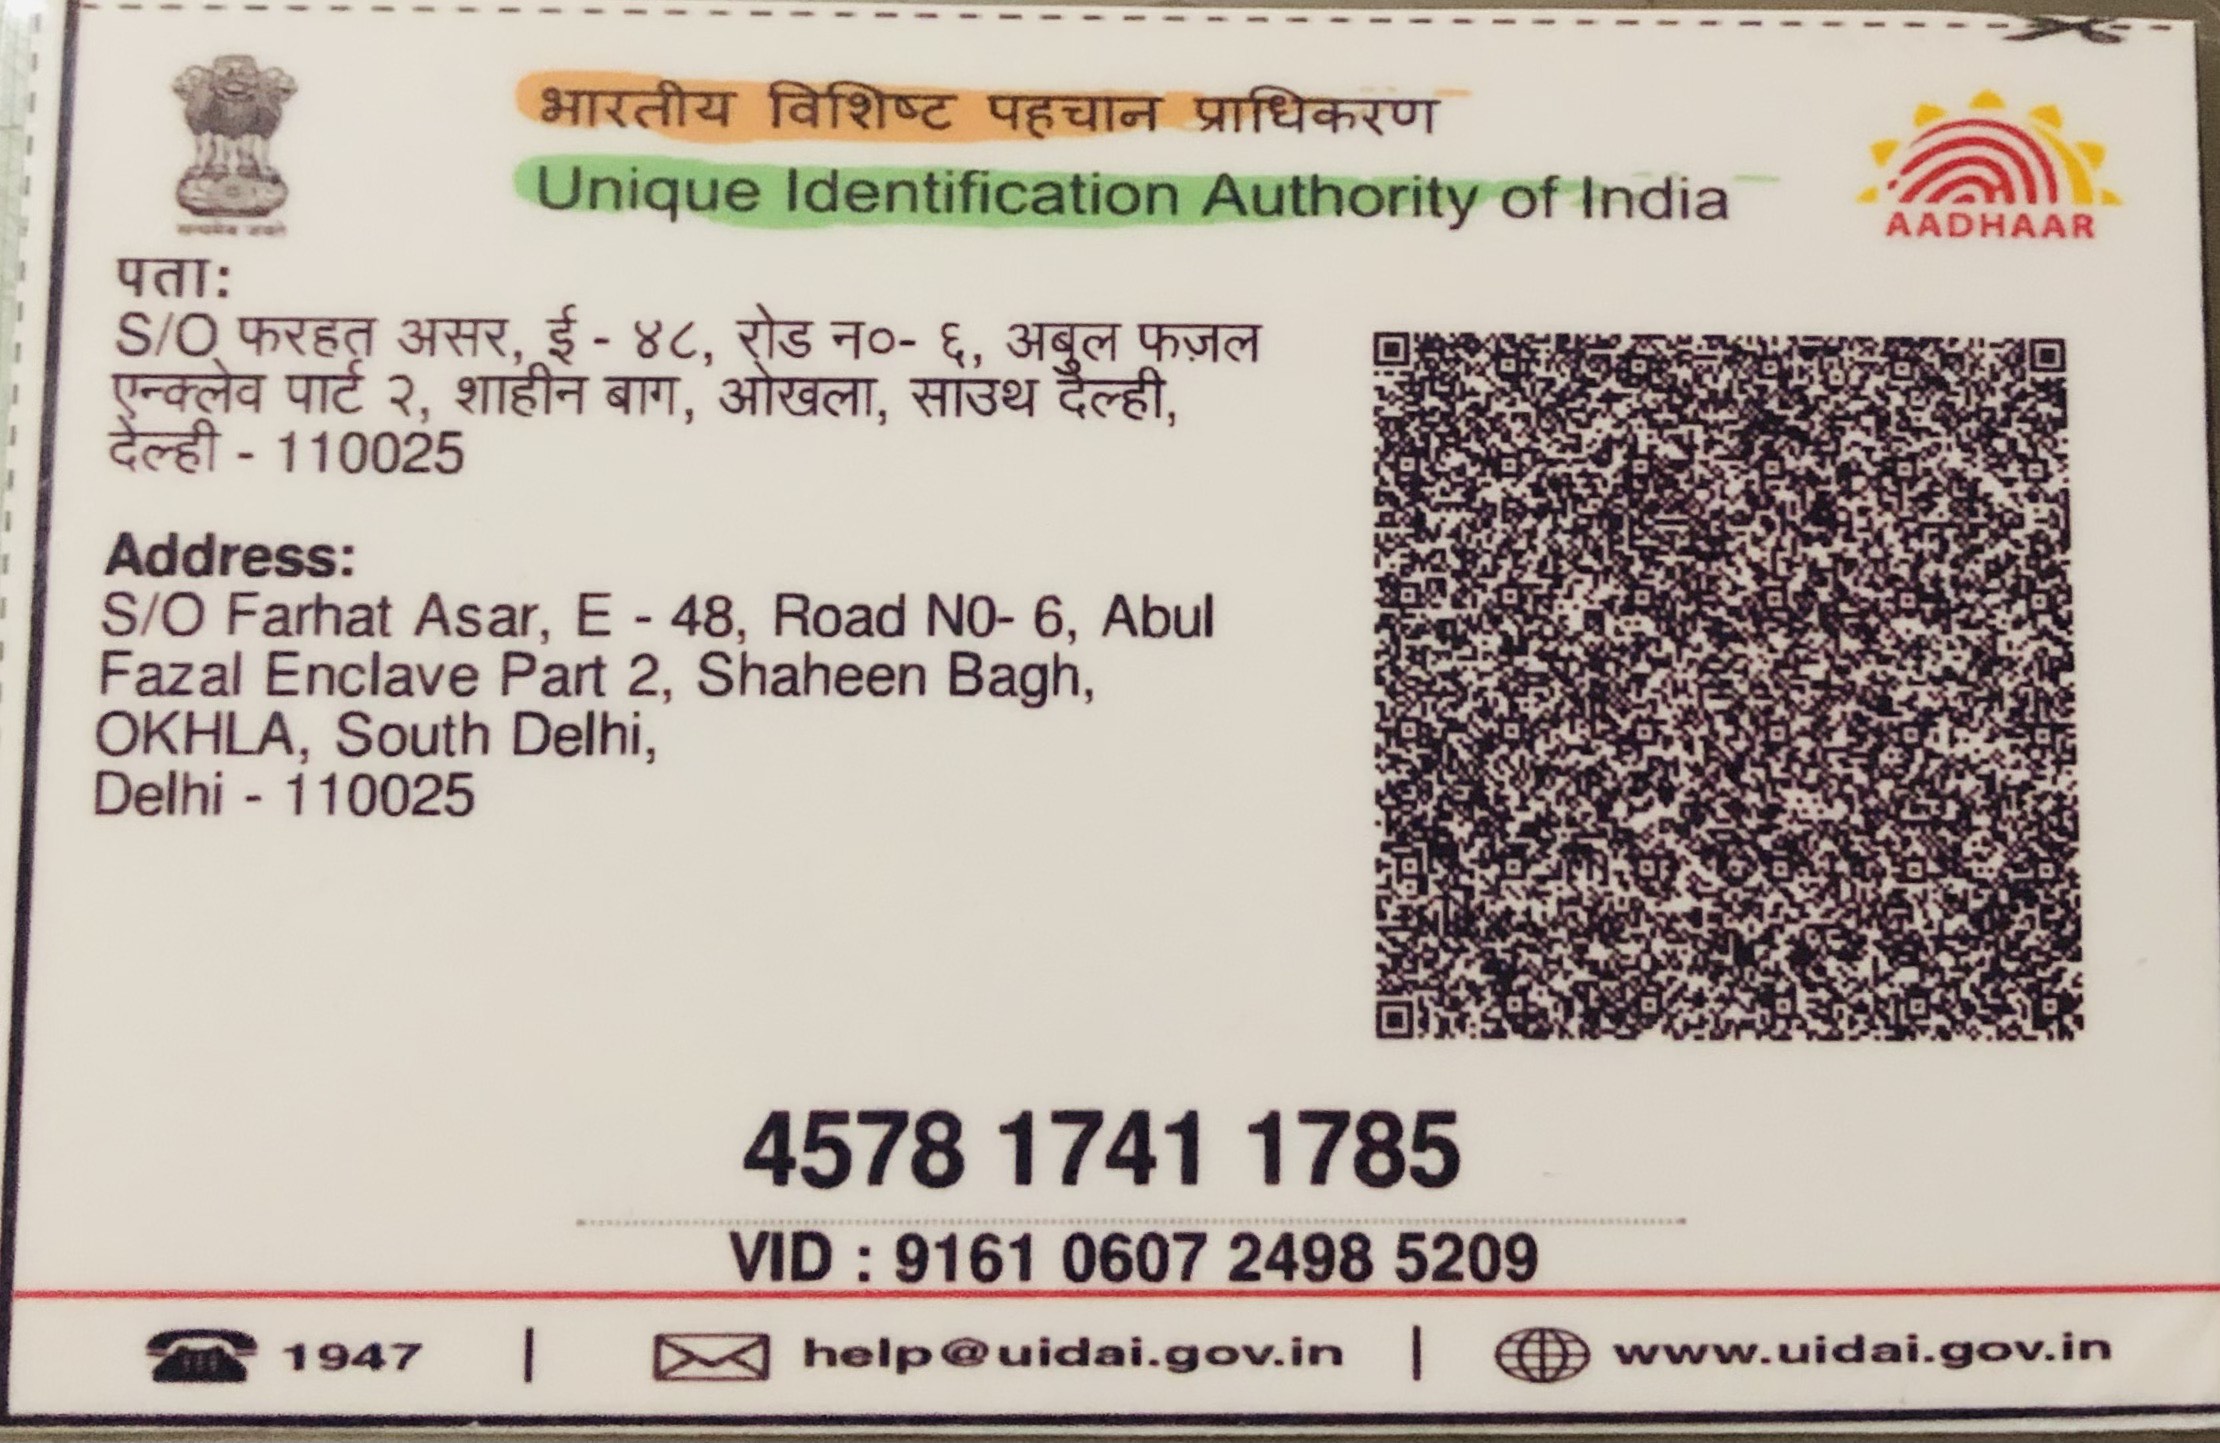 भारतीय विशिष्ट पहचान प्राधिकरण
Unique Identification Authority of India
AADHAAR
पता:
S/O फरहत असर, ई - ४८, रोड न०- ६, अबुल फज़ल
एन्क्लेव पार्ट २, शाहीन बाग, ओखला, साउथ देल्ही,
देल्ही - 110025
Address:
S/O Farhat Asar, E - 48, Road N0- 6, Abul
Fazal Enclave Part 2, Shaheen Bagh,
OKHLA, South Delhi,
Delhi - 110025
4578 1741 1785
VID : 9161 0607 2498 5209
1947 | help@uidai.gov.in | www.uidai.gov.in